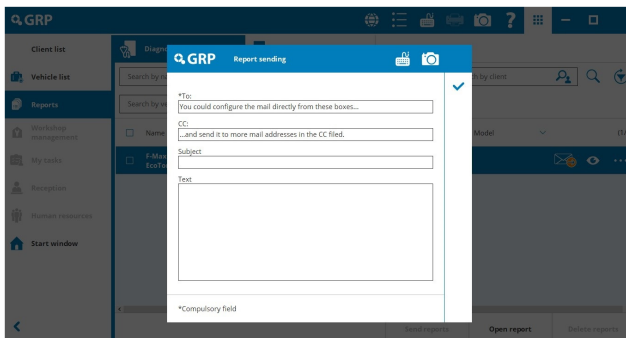 GRP
Client list
Vehicle list
Reports
Workshop
management
My tasks
Reception
Human resources
Start window
Search by
Search by
Name
F-Max
Model
GRP Report sending
*To:
You could configure the mail directly from these boxes...
CC:
...and send it to more mail addresses in the CC filed.
Subject
Text
*Compulsory field
by client
Send reports
Open report
Delete reports